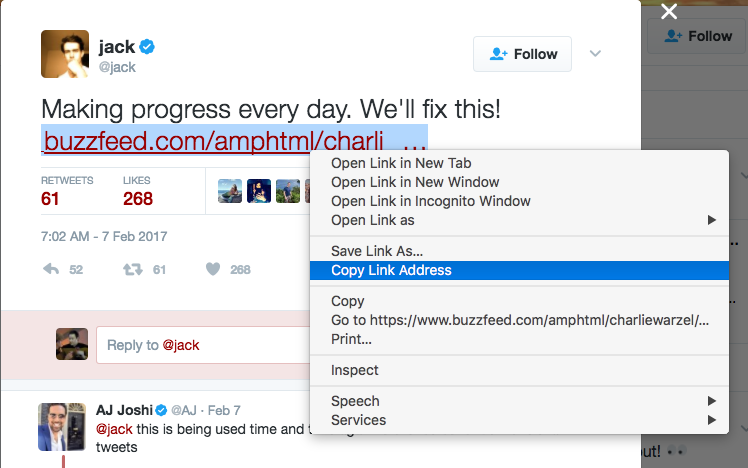 jack
@jack
Follow
Follow
Making progress every day. We'll fix this!
buzzfeed.com/amphtml/charli ...
RETWEETS LIKES
61 268
7:02 AM - 7 Feb 2017
52 61 268
Open Link in New Tab
Open Link in New Window
Open Link in Incognito Window
Open Link as
Save Link As...
Copy Link Address
Copy
Go to https://www.buzzfeed.com/amphtml/charliewarzel/...
Print...
Inspect
Speech
Services
Reply to @jack
AJ Joshi @AJ · Feb 7
@jack this is being used time and
tweets
out! 👀